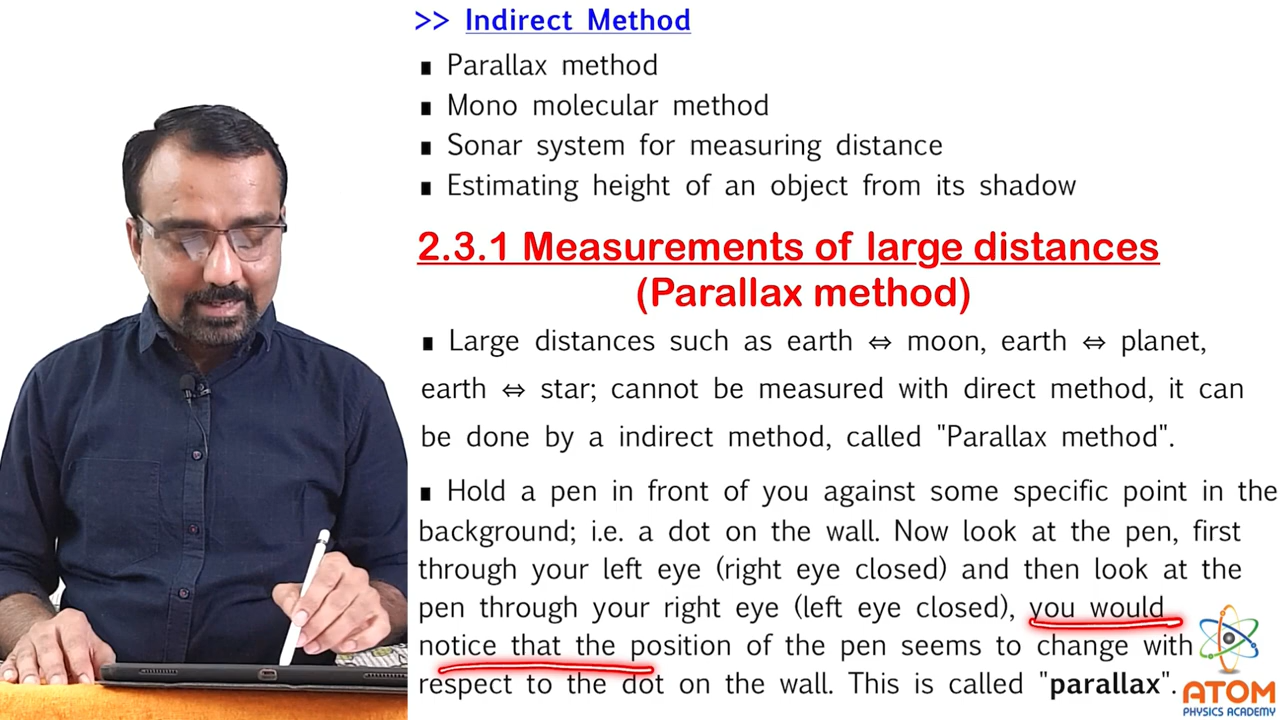 >> Indirect Method
∎ Parallax method
∎ Mono molecular method
∎ Sonar system for measuring distance
∎ Estimating height of an object from its shadow
2.3.1 Measurements of large distances
(Parallax method)
∎ Large distances such as earth ⇔ moon, earth ⇔ planet,
earth ⇔ star; cannot be measured with direct method, it can
be done by a indirect method, called "Parallax method".
∎ Hold a pen in front of you against some specific point in the
background; i.e. a dot on the wall. Now look at the pen, first
through your left eye (right eye closed) and then look at the
pen through your right eye (left eye closed), you would
notice that the position of the pen seems to change with
respect to the dot on the wall. This is called "parallax".
ATOM
PHYSICS ACADEMY